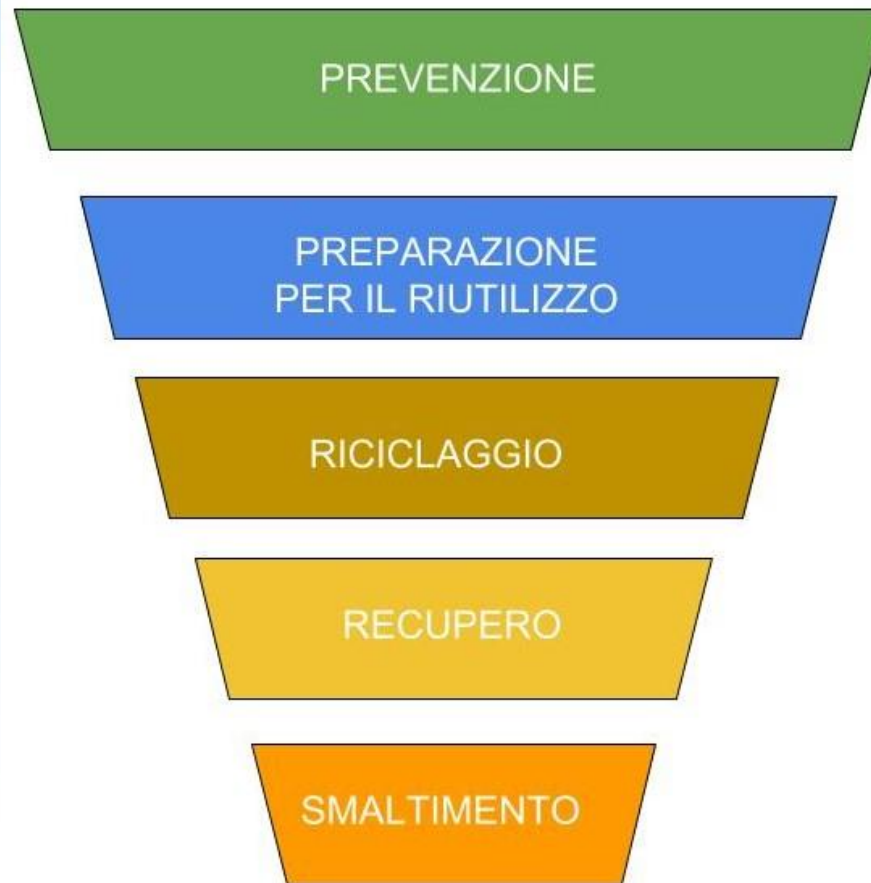 PREVENZIONE
PREPARAZIONE
PER IL RIUTILIZZO
RICICLAGGIO
RECUPERO
SMALTIMENTO